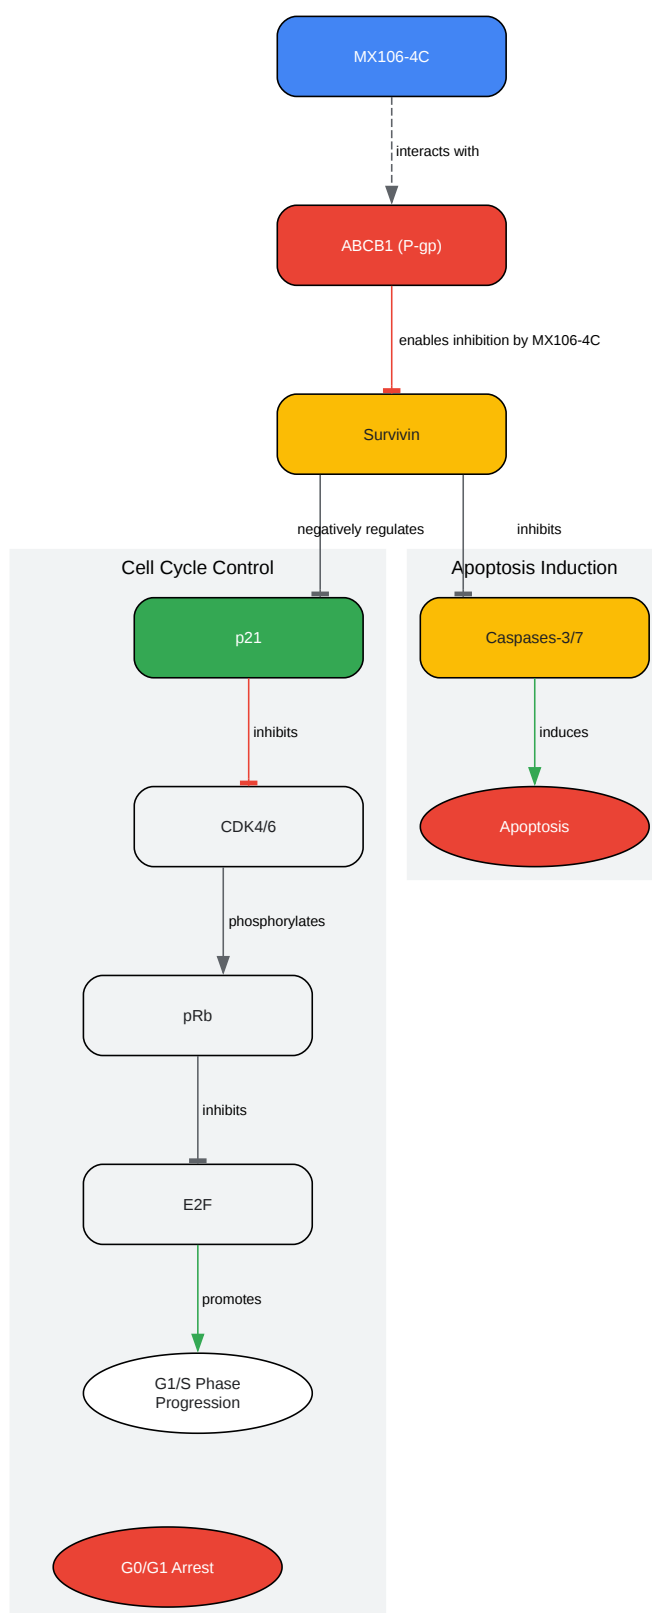 MX106-4C
interacts with
ABCB1 (P-gp)
enables inhibition by MX106-4C
Survivin
negatively regulates
inhibits
Cell Cycle Control
Apoptosis Induction
p21
Caspases-3/7
inhibits
induces
CDK4/6
Apoptosis
phosphorylates
pRb
inhibits
E2F
promotes
G1/S Phase
Progression
G0/G1 Arrest